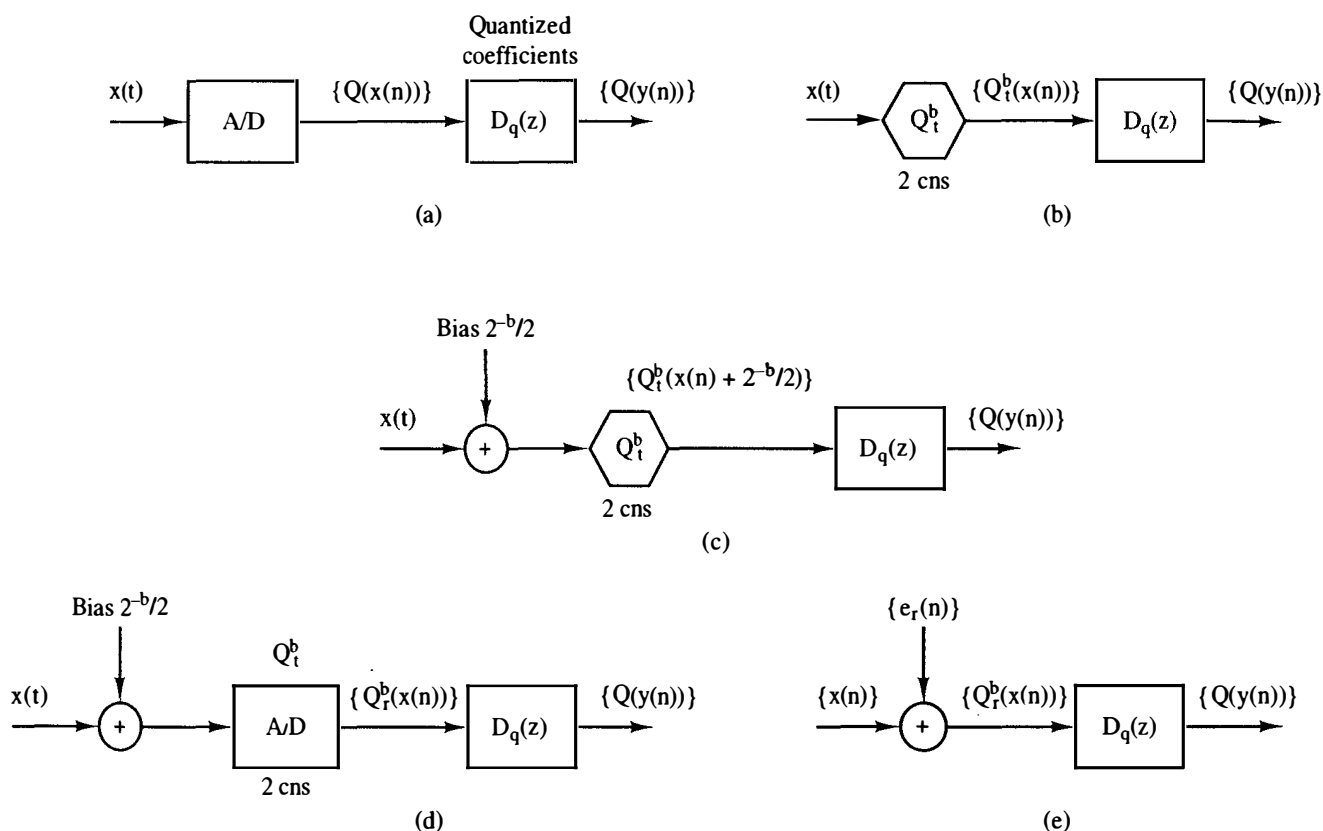 Quantized
coefficients
x(t)
A/D
{Q(x(n))}
D_q(z)
{Q(y(n))}
(a)
x(t)
Q_t^b
2 cns
{Q_t^b(x(n))}
D_q(z)
{Q(y(n))}
(b)
Bias 2^{-b}/2
x(t)
+
Q_t^b
2 cns
{Q_t^b(x(n) + 2^{-b}/2)}
D_q(z)
{Q(y(n))}
(c)
Bias 2^{-b}/2
x(t)
+
Q_t^b
A/D
2 cns
{Q_r^b(x(n))}
D_q(z)
{Q(y(n))}
(d)
{e_r(n)}
{x(n)}
+
{Q_r^b(x(n))}
D_q(z)
{Q(y(n))}
(e)